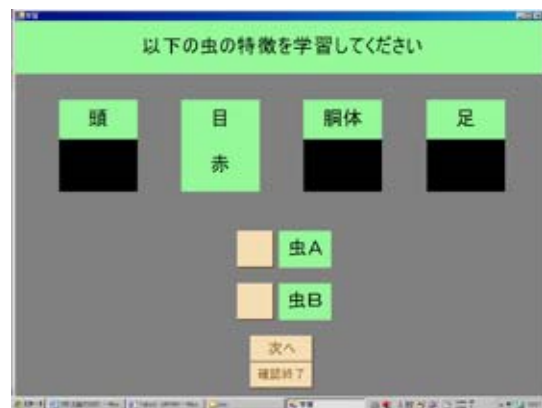 以下の虫の特徴を学習してください
頭 目 胴体 足
赤
虫A
虫B
次へ
確認終了